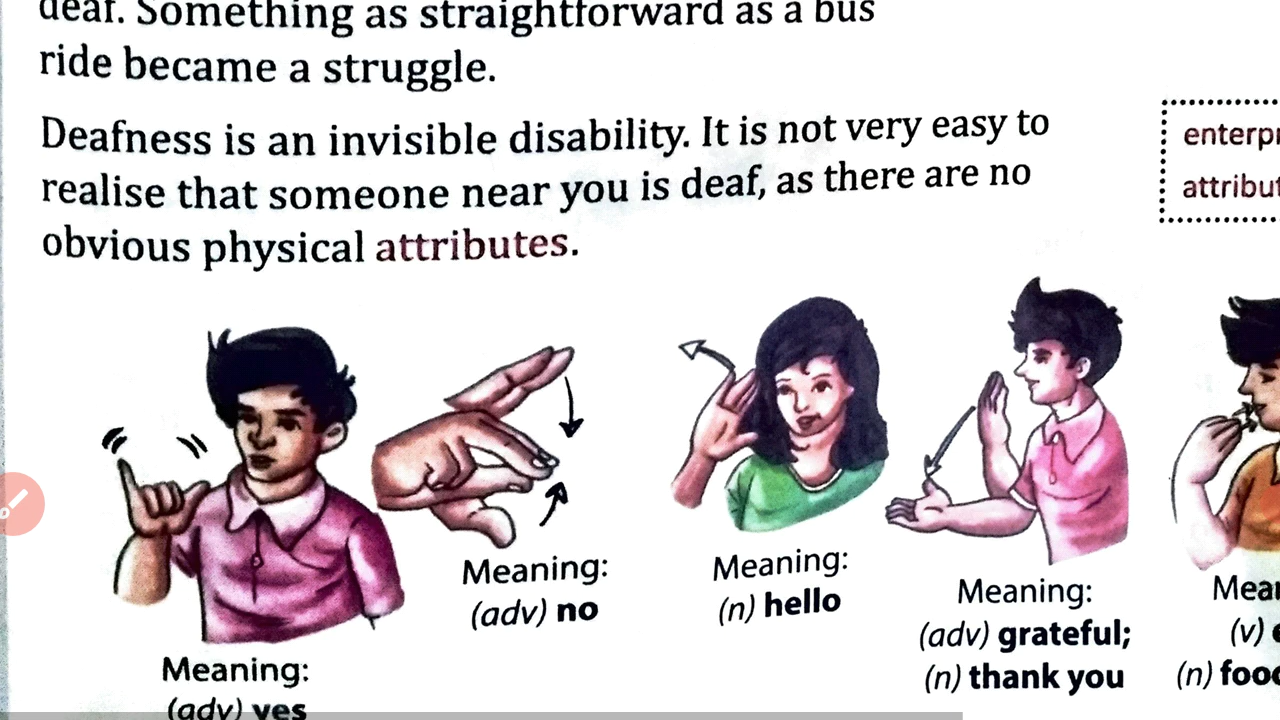 deaf. Something as straightforward as a bus
ride became a struggle.
Deafness is an invisible disability. It is not very easy to
realise that someone near you is deaf, as there are no
obvious physical attributes.
Meaning:
(adv) yes
Meaning:
(adv) no
Meaning:
(n) hello
Meaning:
(adv) grateful;
(n) thank you
(v)
(n)